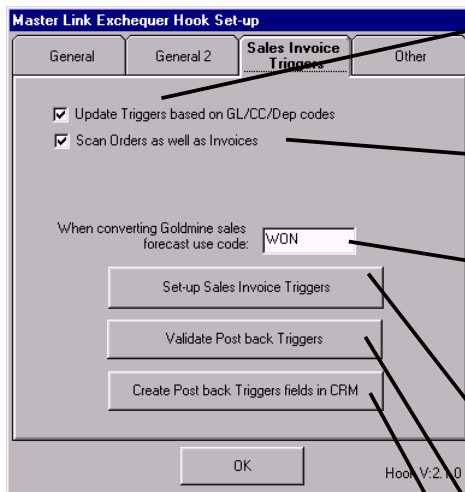 Master Link Exchequer Hook Set-up
General
General 2
Sales Invoice
Triggers
Other
Update Triggers based on GL/CC/Dep codes
Scan Orders as well as Invoices
When converting Goldmine sales
forecast use code:
WON
Set-up Sales Invoice Triggers
Validate Post back Triggers
Create Post back Triggers fields in CRM
OK
Hook V:2.1.0